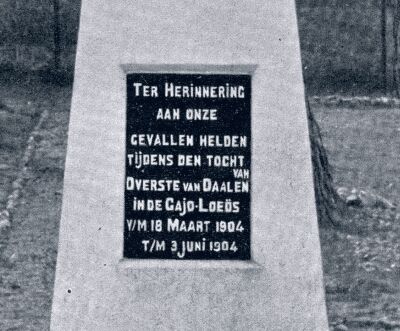 TER HERINNERING
AAN ONZE
GEVALLEN HELDEN
TIJDENS DEN TOCHT
VAN
OVERSTE VAN DAALEN
IN DE GAJO-LOEÖS
V/M 18 MAART 1904
T/M 3 JUNI 1904